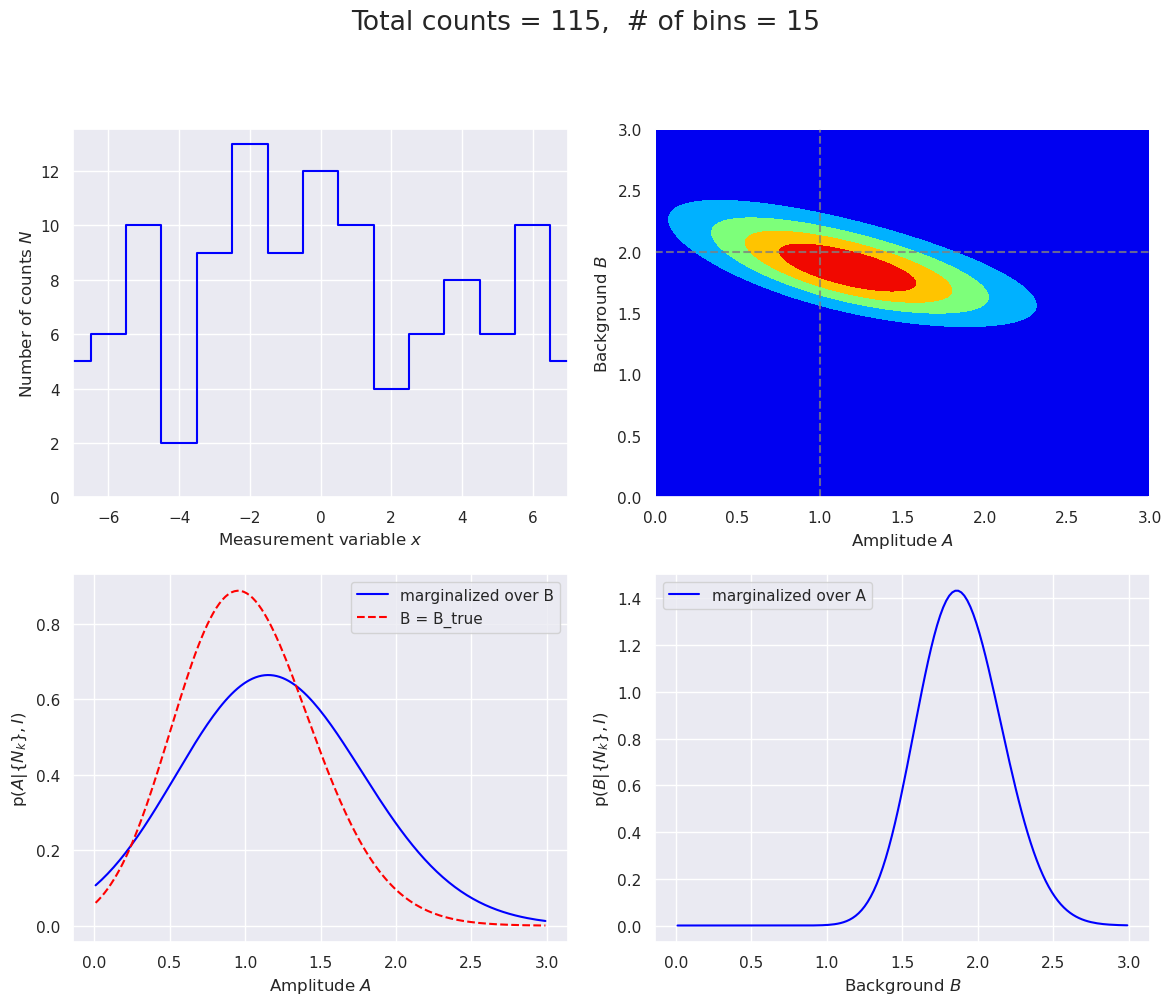 Total counts = 115,  # of bins = 15
Number of counts N
12
10
8
6
4
2
0
−6 −4 −2 0 2 4 6
Measurement variable x
Background B
3.0
2.5
2.0
1.5
1.0
0.5
0.0
0.0 0.5 1.0 1.5 2.0 2.5 3.0
Amplitude A
p(A|{N_k}, I)
marginalized over B
B = B_true
0.8
0.6
0.4
0.2
0.0
0.0 0.5 1.0 1.5 2.0 2.5 3.0
Amplitude A
p(B|{N_k}, I)
marginalized over A
1.4
1.2
1.0
0.8
0.6
0.4
0.2
0.0
0.0 0.5 1.0 1.5 2.0 2.5 3.0
Background B